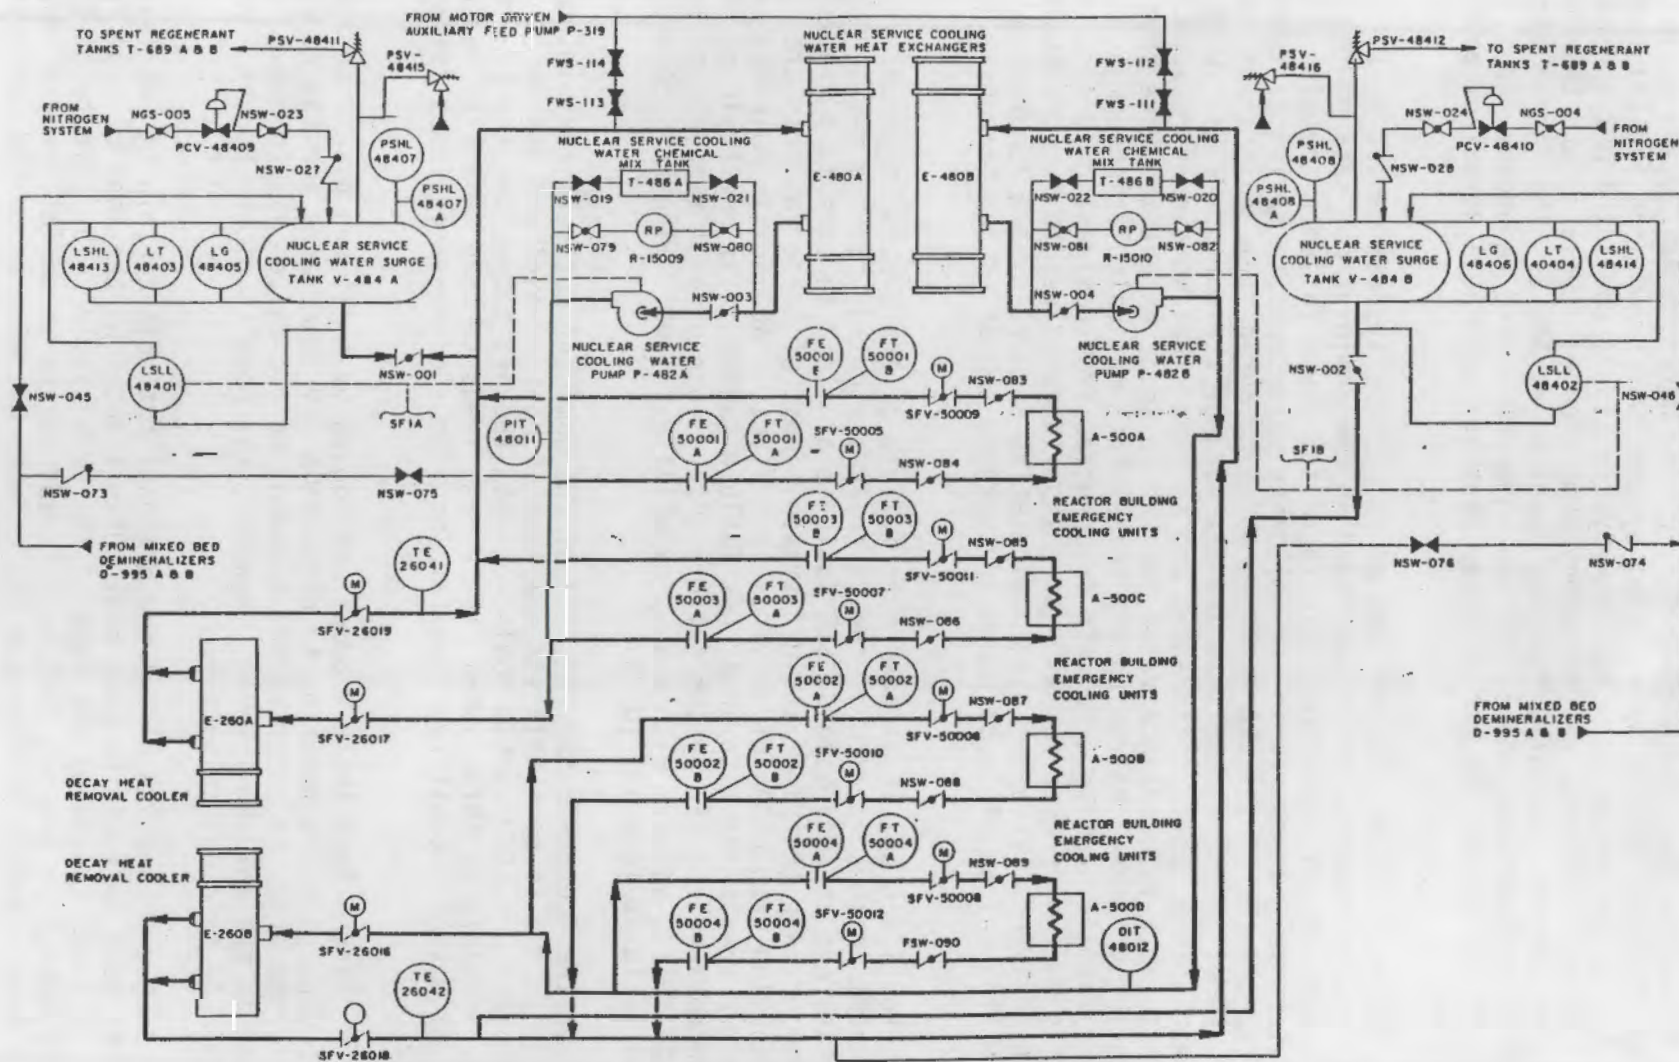 FROM MOTOR DRIVEN
AUXILIARY FEED PUMP P-319
TO SPENT REGENERANT
TANKS T-689 A & B
PSV-48411
PSV-
48415
FROM
NITROGEN
SYSTEM
NGS-005
NSW-023
PCV-48409
NSW-027
PSHL
48407
PSHL
48407
A
FWS-114
FWS-113
NUCLEAR SERVICE COOLING
WATER HEAT EXCHANGERS
E-480A
E-480B
FWS-112
FWS-111
PSV-
48416
PSV-48412
TO SPENT REGENERANT
TANKS T-689 A & B
NSW-024
NGS-004
PCV-48410
FROM
NITROGEN
SYSTEM
NSW-028
PSHL
48408
PSHL
48408
A
NUCLEAR SERVICE COOLING
WATER CHEMICAL
MIX TANK
T-486A
NSW-019
NSW-021
NSW-079
RP
NSW-080
R-15009
NUCLEAR SERVICE COOLING
WATER CHEMICAL
MIX TANK
T-486B
NSW-022
NSW-020
NSW-081
RP
NSW-082
R-15010
LSHL
48413
LT
48403
LG
48405
NUCLEAR SERVICE
COOLING WATER SURGE
TANK V-484 A
NUCLEAR SERVICE
COOLING WATER SURGE
TANK V-484 B
LG
48406
LT
40404
LSHL
48414
NSW-003
NSW-004
NUCLEAR SERVICE
COOLING WATER
PUMP P-482A
NUCLEAR SERVICE
COOLING WATER
PUMP P-482B
LSLL
48401
NSW-001
SFIA
NSW-045
NSW-002
LSLL
48402
NSW-046
SFIB
PIT
48011
FE
50001
B
FT
50001
B
M
NSW-083
SFV-50009
FE
50001
A
FT
50001
A
SFV-50005
M
NSW-084
A-500A
NSW-073
NSW-075
REACTOR BUILDING
EMERGENCY
COOLING UNITS
FROM MIXED BED
DEMINERALIZERS
D-995 A & B
TE
26041
FE
50003
B
FT
50003
B
M
NSW-085
SFV-50011
NSW-076
NSW-074
FE
50003
A
FT
50003
A
SFV-50007
M
NSW-086
A-500C
M
SFV-26019
REACTOR BUILDING
EMERGENCY
COOLING UNITS
E-260A
M
SFV-26017
FE
50002
A
FT
50002
A
M
NSW-087
SFV-50006
FROM MIXED BED
DEMINERALIZERS
D-995 A & B
FE
50002
B
FT
50002
B
SFV-50010
M
NSW-088
A-500B
DECAY HEAT
REMOVAL COOLER
REACTOR BUILDING
EMERGENCY
COOLING UNITS
DECAY HEAT
REMOVAL COOLER
FE
50004
A
FT
50004
A
M
NSW-089
SFV-50008
E-260B
M
SFV-26016
FE
50004
B
FT
50004
B
SFV-50012
M
FSW-090
A-500D
OIT
48012
TE
26042
SFV-26018